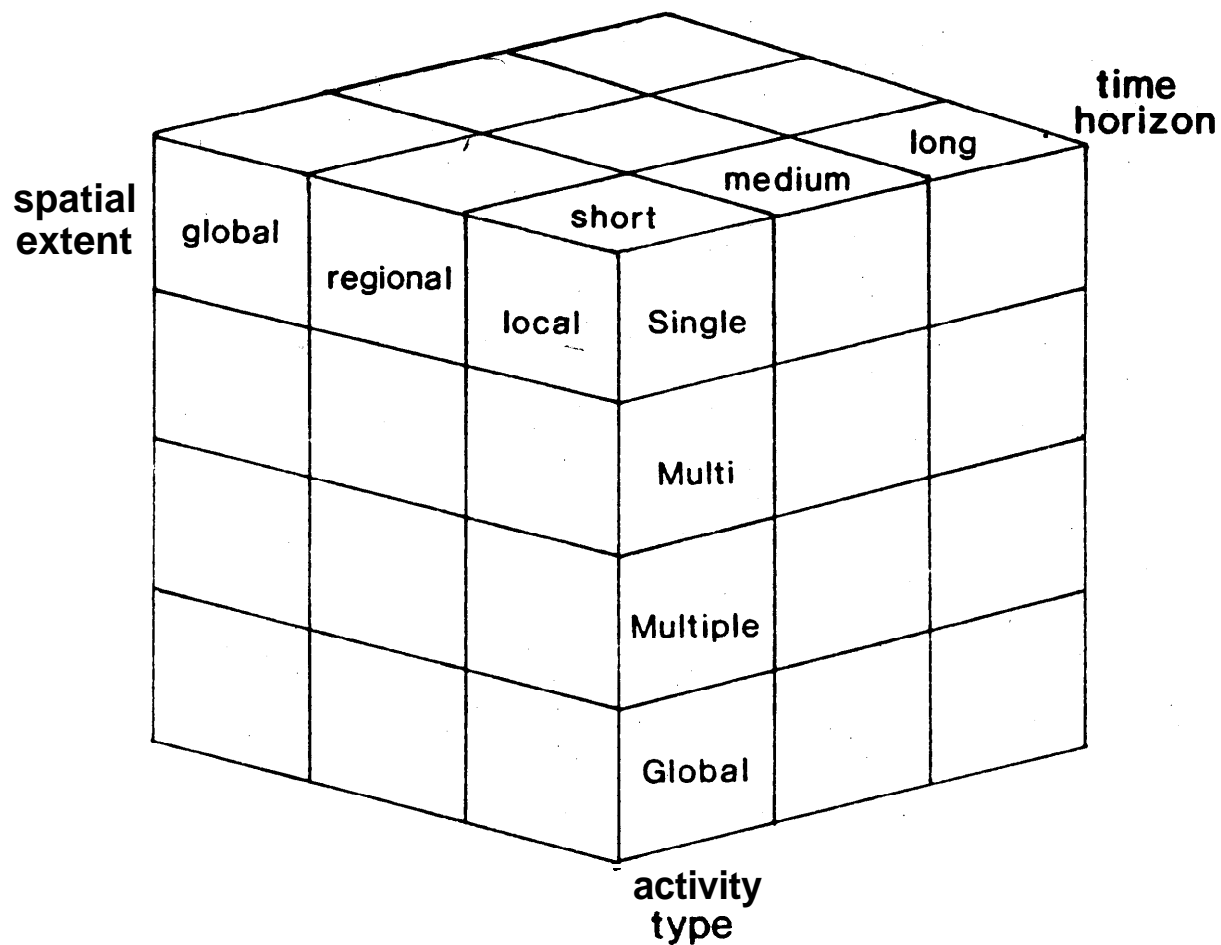 time
horizon
long
medium
short
spatial
extent
global
regional
local
Single
Multi
Multiple
Global
activity
type